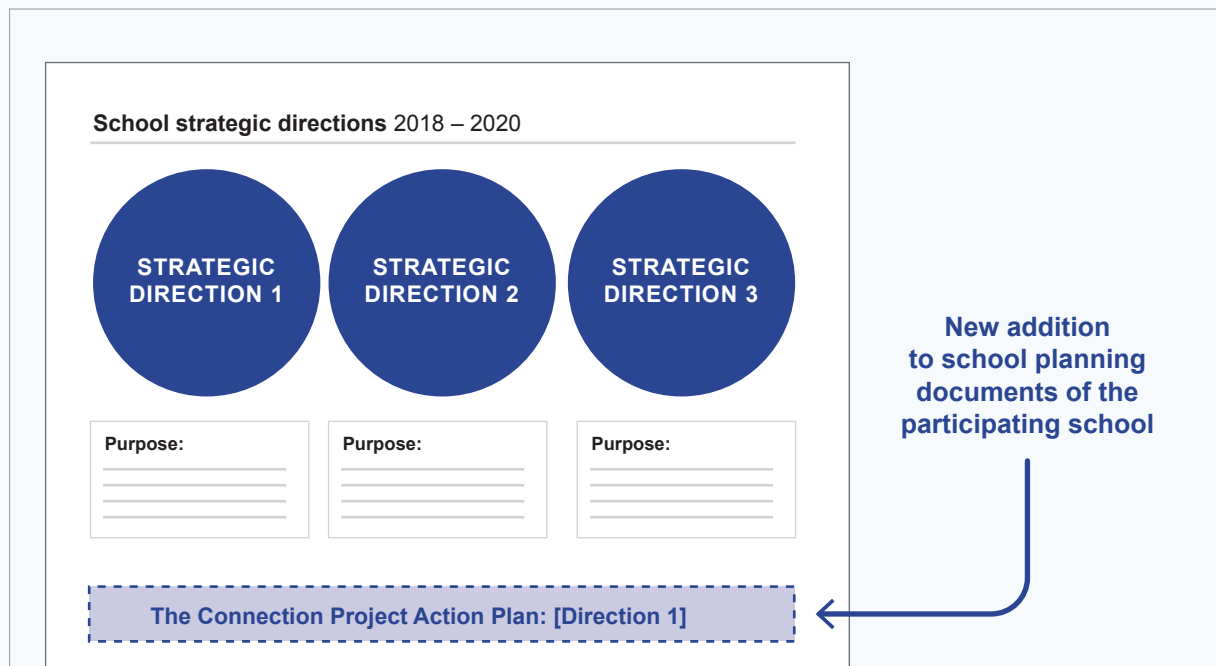 School strategic directions 2018 – 2020
STRATEGIC
DIRECTION 1
STRATEGIC
DIRECTION 2
STRATEGIC
DIRECTION 3
Purpose:
Purpose:
Purpose:
New addition
to school planning
documents of the
participating school
The Connection Project Action Plan: [Direction 1]